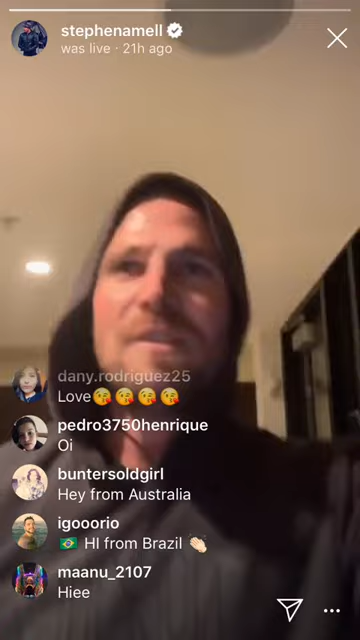 stephenamell
was live · 21h ago
dany.rodriguez25
Love😘😘😘😘
pedro3750henrique
Oi
buntersoldgirl
Hey from Australia
igooorio
🇧🇷 HI from Brazil 👏🏻
maanu_2107
Hiee